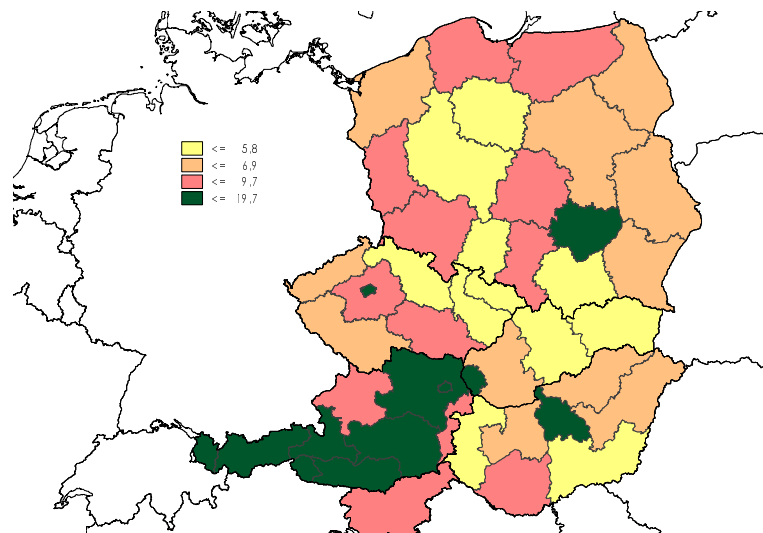 <= 5,8
<= 6,9
<= 9,7
<= 19,7